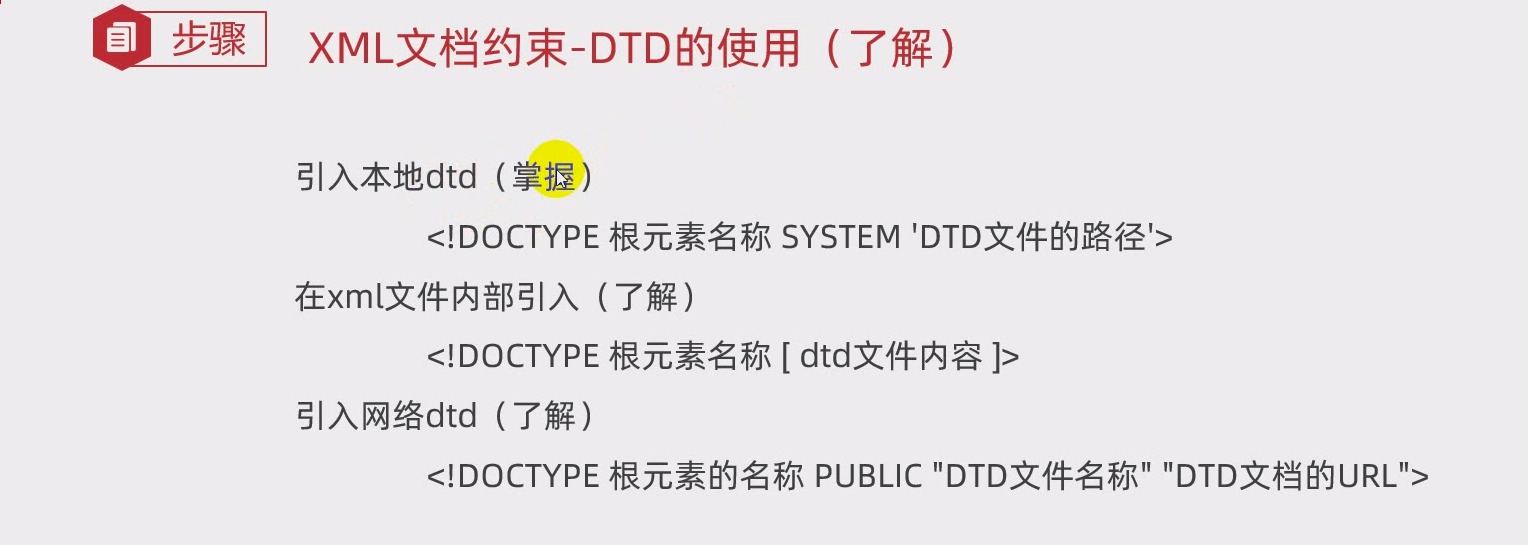 步骤
XML文档约束-DTD的使用（了解）
引入本地dtd（掌握）
<!DOCTYPE 根元素名称 SYSTEM 'DTD文件的路径'>
在xml文件内部引入（了解）
<!DOCTYPE 根元素名称 [ dtd文件内容 ]>
引入网络dtd（了解）
<!DOCTYPE 根元素的名称 PUBLIC "DTD文件名称" "DTD文档的URL">